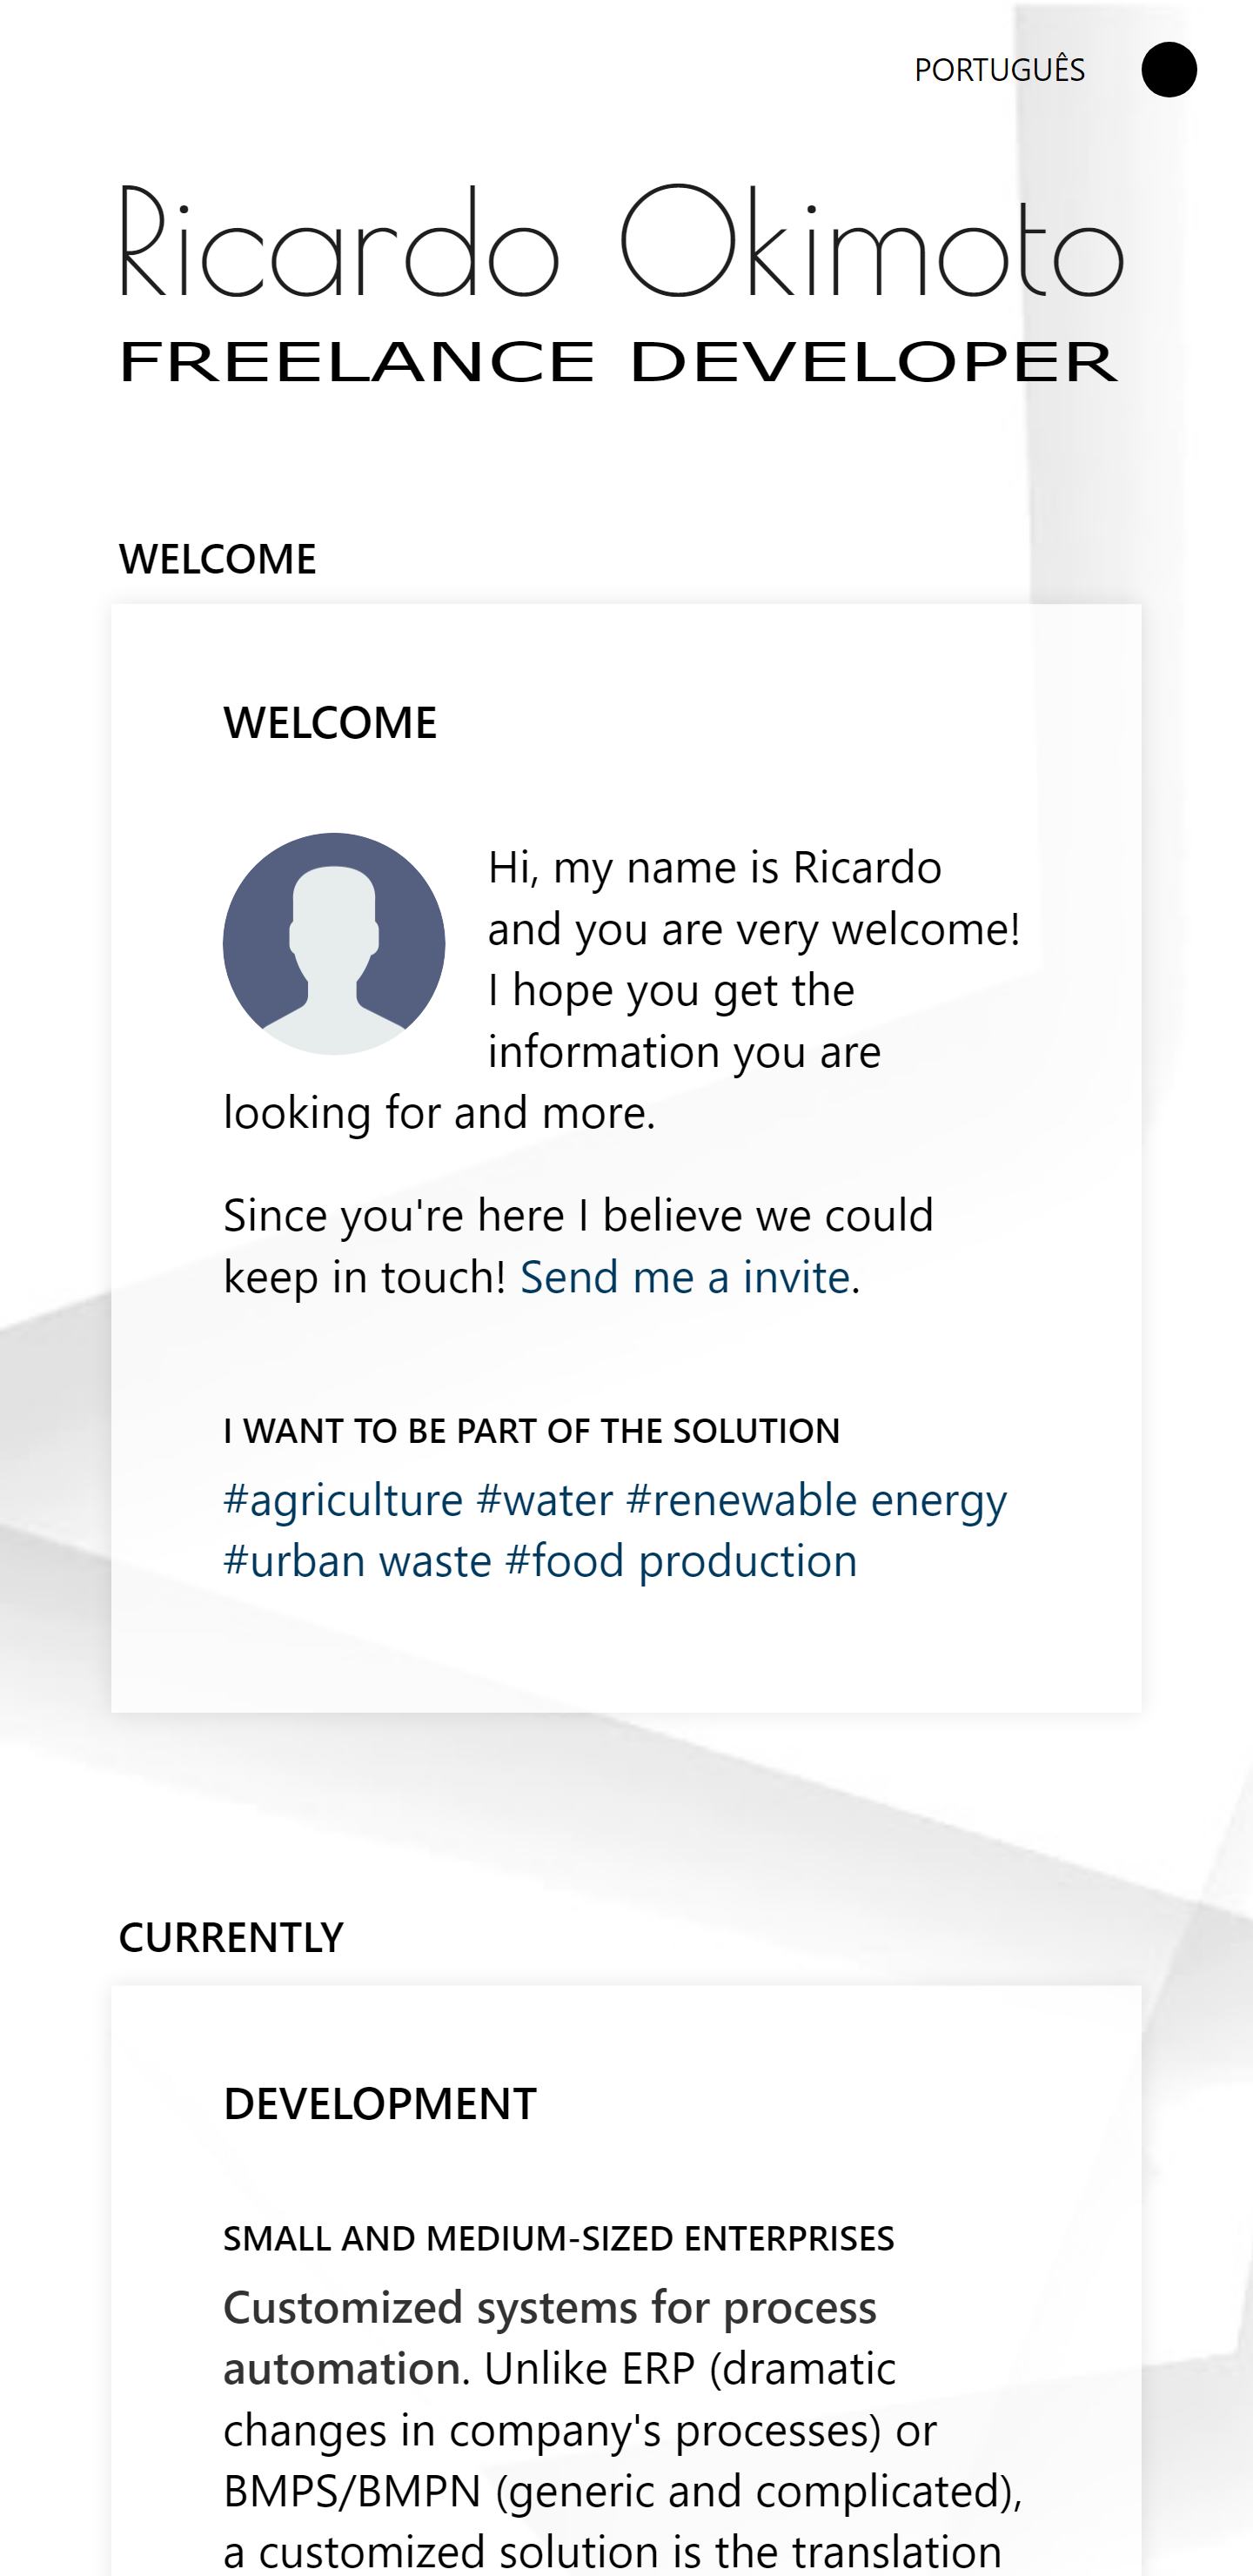 PORTUGUÊS
Ricardo Okimoto
FREELANCE DEVELOPER
WELCOME
WELCOME
Hi, my name is Ricardo
and you are very welcome!
I hope you get the
information you are
looking for and more.
Since you're here I believe we could
keep in touch! Send me a invite.
I WANT TO BE PART OF THE SOLUTION
#agriculture #water #renewable energy
#urban waste #food production
CURRENTLY
DEVELOPMENT
SMALL AND MEDIUM-SIZED ENTERPRISES
Customized systems for process
automation. Unlike ERP (dramatic
changes in company's processes) or
BMPS/BMPN (generic and complicated),
a customized solution is the translation